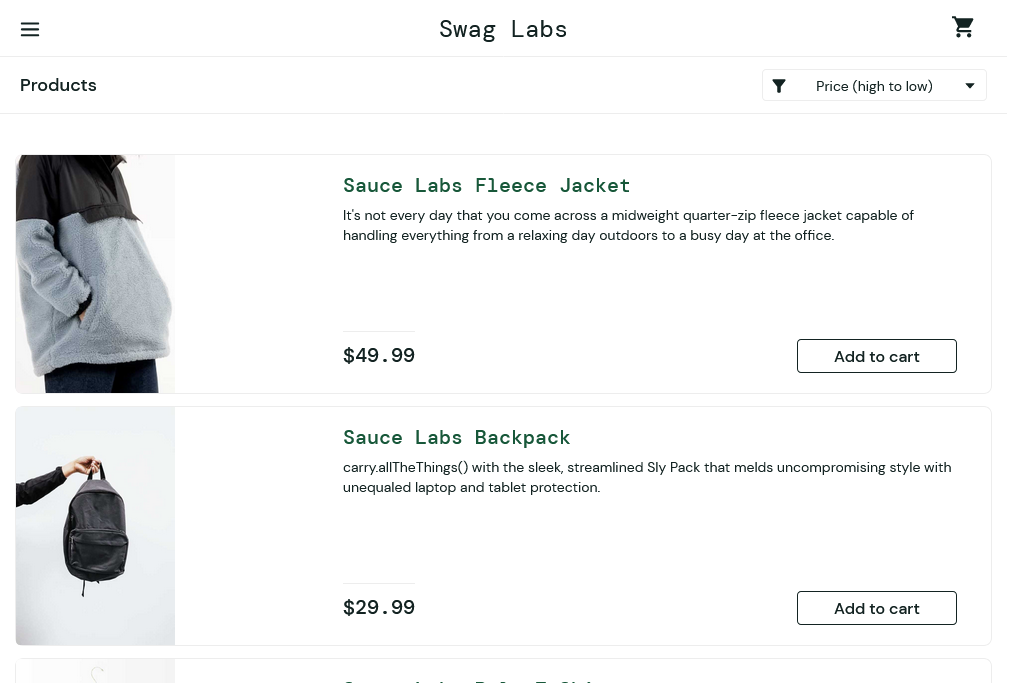 Swag Labs
Products
Price (high to low)
Sauce Labs Fleece Jacket
It's not every day that you come across a midweight quarter-zip fleece jacket capable of
handling everything from a relaxing day outdoors to a busy day at the office.
$49.99
Add to cart
Sauce Labs Backpack
carry.allTheThings() with the sleek, streamlined Sly Pack that melds uncompromising style with
unequaled laptop and tablet protection.
$29.99
Add to cart